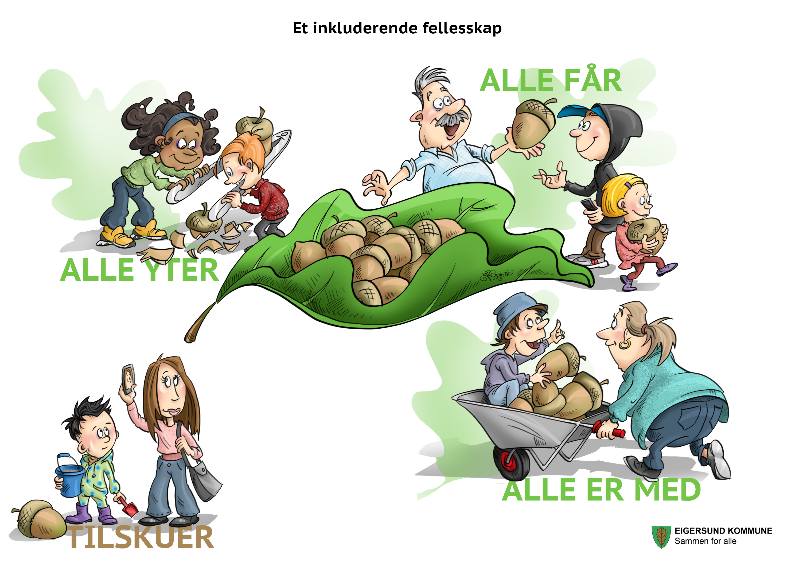 Et inkluderende fellesskap
ALLE FÅR
ALLE YTER
ALLE ER MED
TILSKUER
EIGERSUND KOMMUNE
Sammen for alle